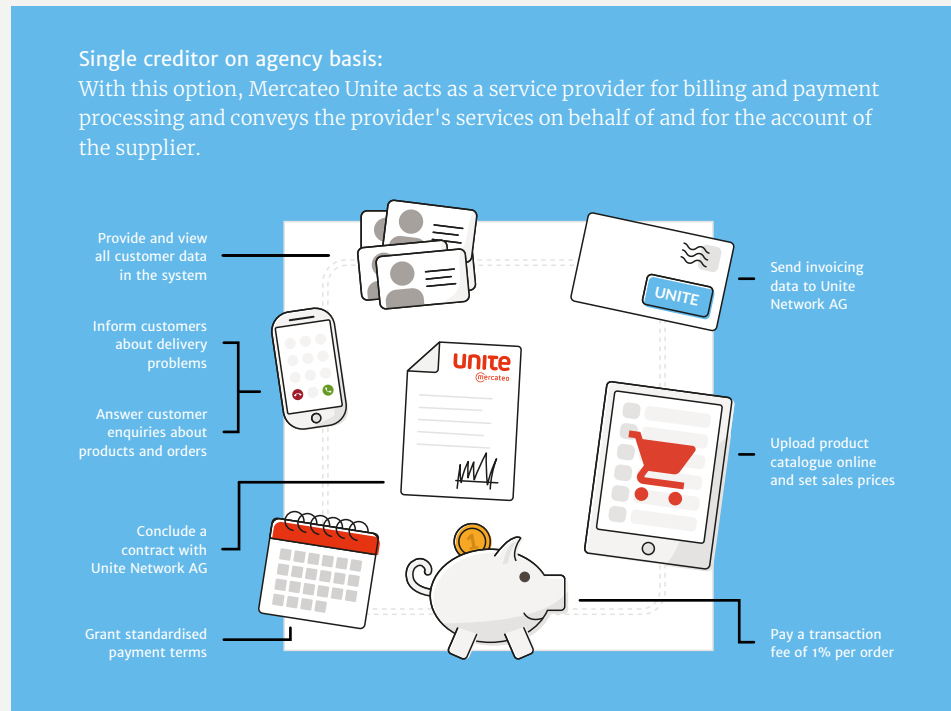 Single creditor on agency basis:
With this option, Mercateo Unite acts as a service provider for billing and payment
processing and conveys the provider's services on behalf of and for the account of
the supplier.
Provide and view
all customer data
in the system
Inform customers
about delivery
problems
Answer customer
enquiries about
products and orders
Conclude a
contract with
Unite Network AG
Grant standardised
payment terms
UNITE
unite
mercateo
1
Send invoicing
data to Unite
Network AG
Upload product
catalogue online
and set sales prices
Pay a transaction
fee of 1% per order